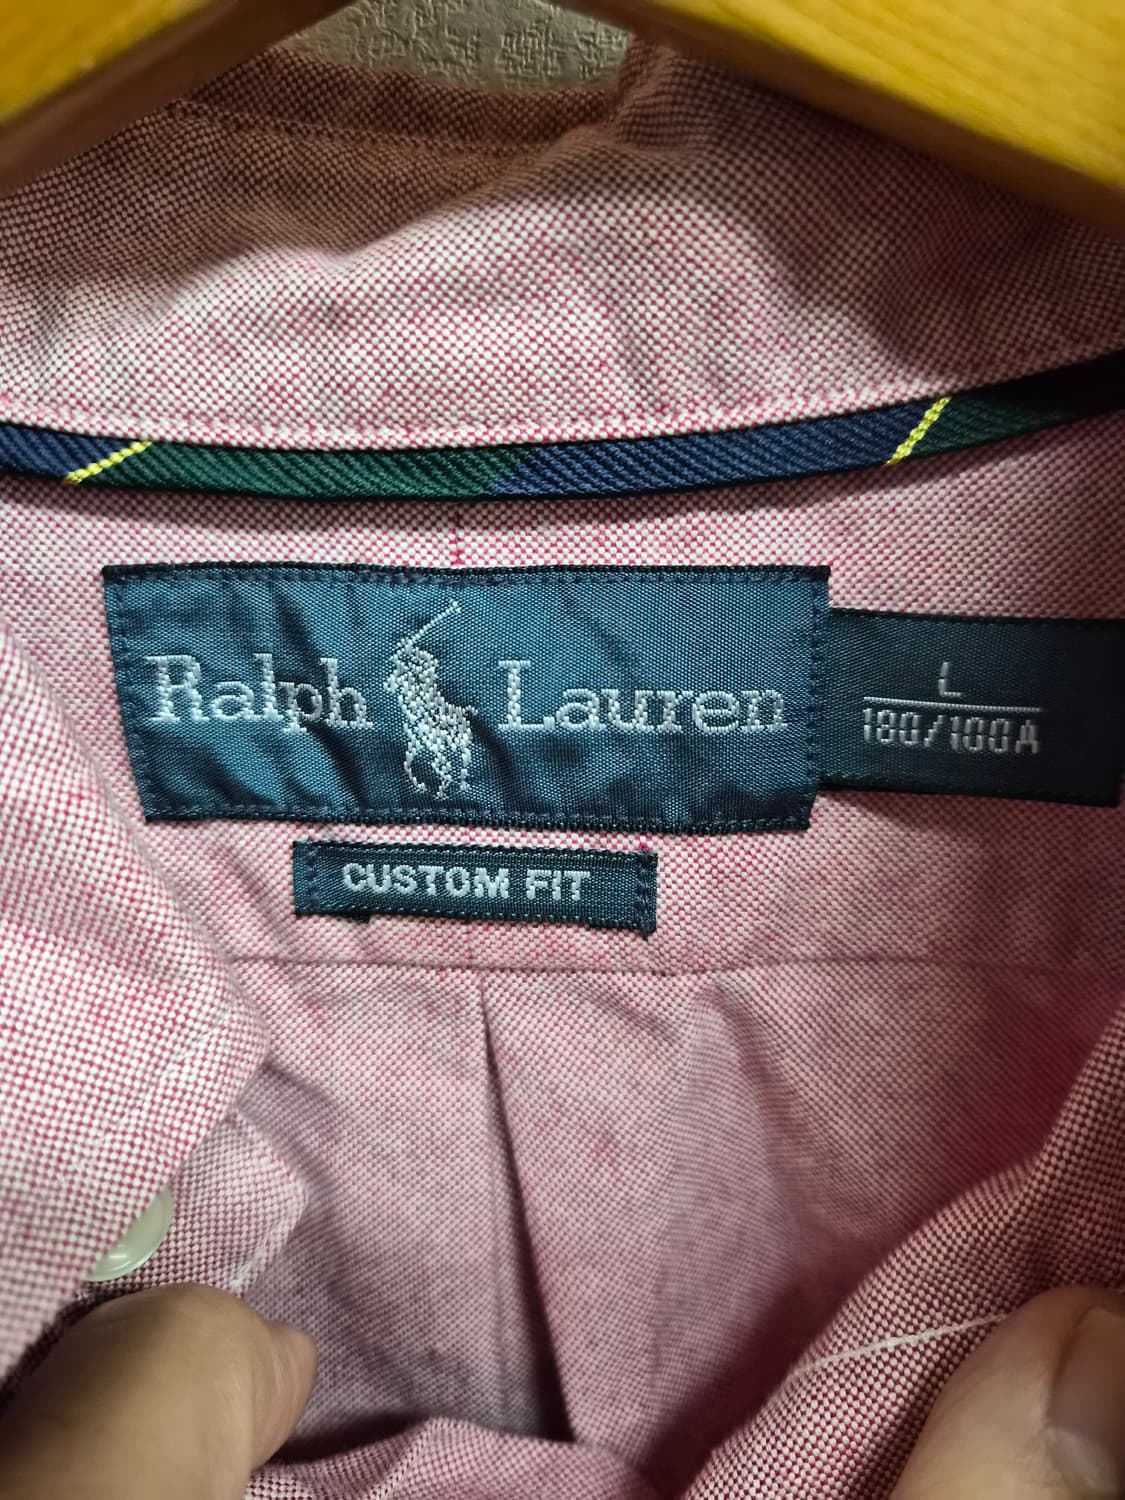 Ralph Lauren
L
180/100A
CUSTOM FIT